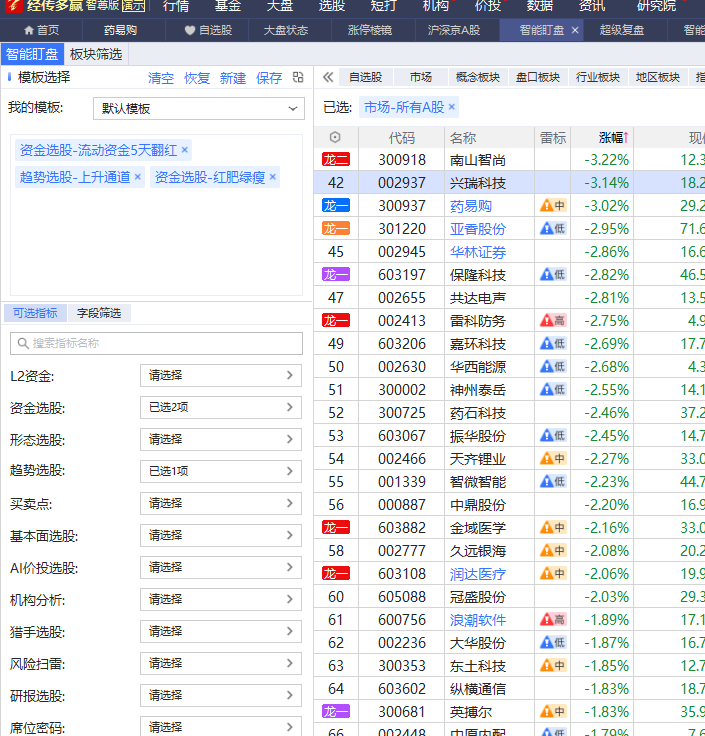 经传多赢 智尊版 演示 行情 基金 大盘 选股 短打 机构 价投 数据 资讯 研究院
首页 药易购 自选股 大盘状态 涨停棱镜 沪深京A股 智能盯盘 × 超级复盘 智能
智能盯盘 板块筛选
模板选择 清空 恢复 新建 保存
自选股 市场 概念板块 盘口板块 行业板块 地区板块
我的模板: 默认模板
已选: 市场-所有A股 ×
资金选股-流动资金5天翻红 ×
趋势选股-上升通道 × 资金选股-红肥绿瘦 ×
可选指标 字段筛选
搜索指标名称
L2资金: 请选择
资金选股: 已选2项
形态选股: 请选择
趋势选股: 已选1项
买卖点: 请选择
基本面选股: 请选择
AI价投选股: 请选择
机构分析: 请选择
猎手选股: 请选择
风险扫雷: 请选择
研报选股: 请选择
席位密码: 请选择
代码 名称 雷标 涨幅↑ 现价
龙二 300918 南山智尚 -3.22% 12.3
42 002937 兴瑞科技 -3.14% 18.2
龙一 300937 药易购 中 -3.02% 29.2
龙一 301220 亚香股份 低 -2.95% 71.6
45 002945 华林证券 -2.86% 16.6
龙一 603197 保隆科技 低 -2.82% 46.5
47 002655 共达电声 -2.81% 13.5
龙一 002413 雷科防务 高 -2.75% 4.9
49 603206 嘉环科技 低 -2.69% 17.7
50 002630 华西能源 低 -2.68% 4.3
51 300002 神州泰岳 低 -2.55% 14.1
52 300725 药石科技 -2.46% 37.2
53 603067 振华股份 低 -2.45% 14.7
54 002466 天齐锂业 中 -2.27% 33.0
55 001339 智微智能 低 -2.23% 44.7
56 000887 中鼎股份 -2.20% 16.9
龙一 603882 金域医学 中 -2.16% 33.0
58 002777 久远银海 中 -2.08% 20.2
龙一 603108 润达医疗 中 -2.06% 19.9
60 605088 冠盛股份 -2.03% 29.3
61 600756 浪潮软件 高 -1.89% 17.1
62 002236 大华股份 低 -1.87% 16.7
63 300353 东土科技 中 -1.85% 12.7
64 603602 纵横通信 -1.83% 18.7
龙一 300681 英搏尔 中 -1.83% 35.9
66 002448 中原内配 低 -1.79% 7.6